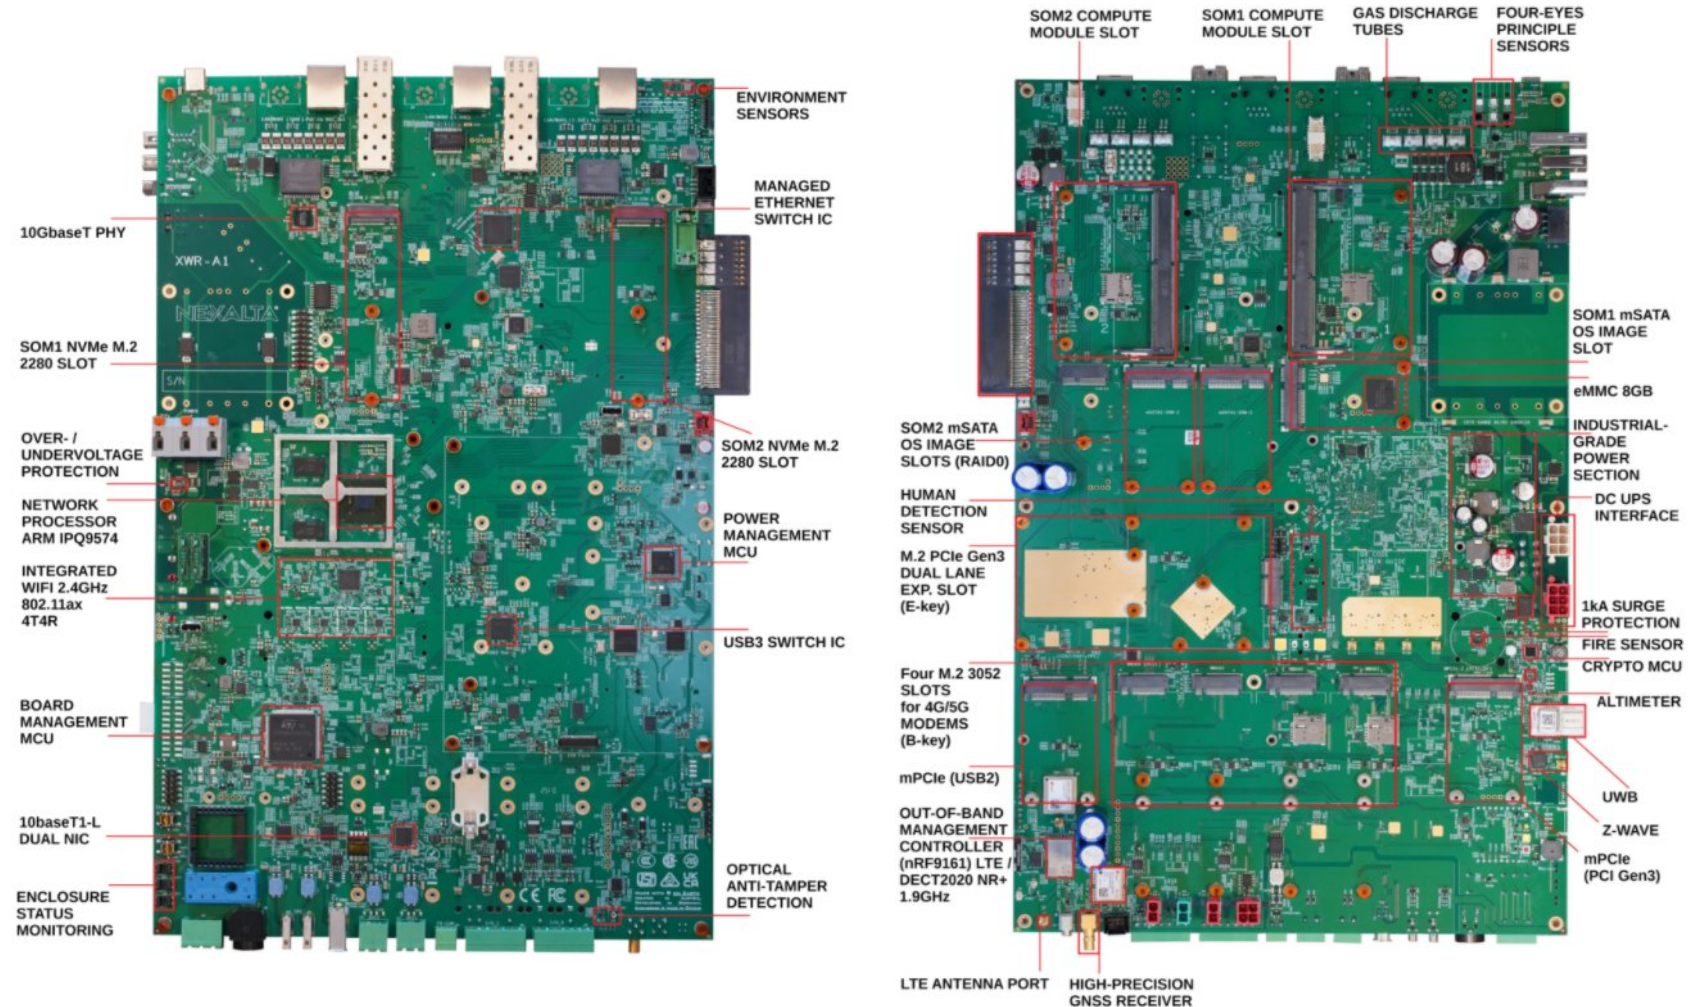 ENVIRONMENT
SENSORS
MANAGED
ETHERNET
SWITCH IC
10GbaseT PHY
XWR-A1
NEXALTA
SOM1 NVMe M.2
2280 SLOT
S/N
OVER- /
UNDERVOLTAGE
PROTECTION
SOM2 NVMe M.2
2280 SLOT
NETWORK
PROCESSOR
ARM IPQ9574
POWER
MANAGEMENT
MCU
INTEGRATED
WIFI 2.4GHz
802.11ax
4T4R
USB3 SWITCH IC
BOARD
MANAGEMENT
MCU
10baseT1-L
DUAL NIC
OPTICAL
ANTI-TAMPER
DETECTION
ENCLOSURE
STATUS
MONITORING
SOM2 COMPUTE
MODULE SLOT
SOM1 COMPUTE
MODULE SLOT
GAS DISCHARGE
TUBES
FOUR-EYES
PRINCIPLE
SENSORS
SOM1 mSATA
OS IMAGE
SLOT
eMMC 8GB
SOM2 mSATA
OS IMAGE
SLOTS (RAID0)
INDUSTRIAL-
GRADE
POWER
SECTION
HUMAN
DETECTION
SENSOR
DC UPS
INTERFACE
M.2 PCIe Gen3
DUAL LANE
EXP. SLOT
(E-key)
1kA SURGE
PROTECTION
FIRE SENSOR
CRYPTO MCU
Four M.2 3052
SLOTS
for 4G/5G
MODEMS
(B-key)
ALTIMETER
mPCIe (USB2)
UWB
OUT-OF-BAND
MANAGEMENT
CONTROLLER
(nRF9161) LTE /
DECT2020 NR+
1.9GHz
Z-WAVE
mPCIe
(PCI Gen3)
LTE ANTENNA PORT
HIGH-PRECISION
GNSS RECEIVER